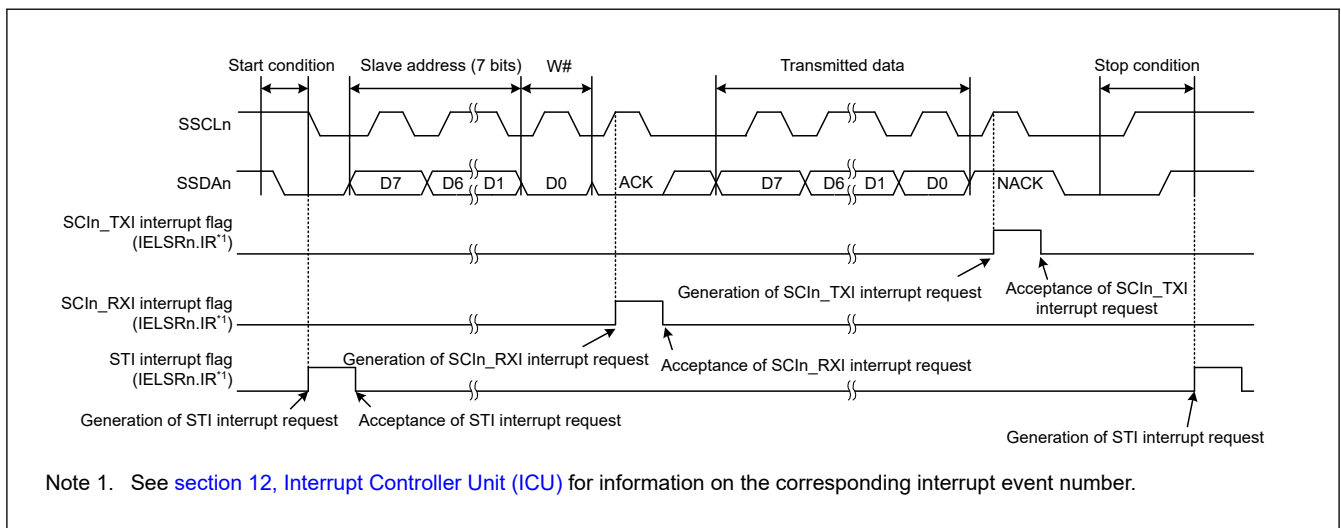 Start condition Slave address (7 bits) W# Transmitted data Stop condition
SSCLn
SSDAn D7 D6 D1 D0 ACK D7 D6 D1 D0 NACK
SCIn_TXI interrupt flag
(IELSRn.IR*1)
Generation of SCIn_TXI interrupt request
Acceptance of SCIn_TXI
interrupt request
SCIn_RXI interrupt flag
(IELSRn.IR*1)
Generation of SCIn_RXI interrupt request
Acceptance of SCIn_RXI interrupt request
STI interrupt flag
(IELSRn.IR*1)
Generation of STI interrupt request
Acceptance of STI interrupt request
Generation of STI interrupt request
Note 1. See section 12, Interrupt Controller Unit (ICU) for information on the corresponding interrupt event number.